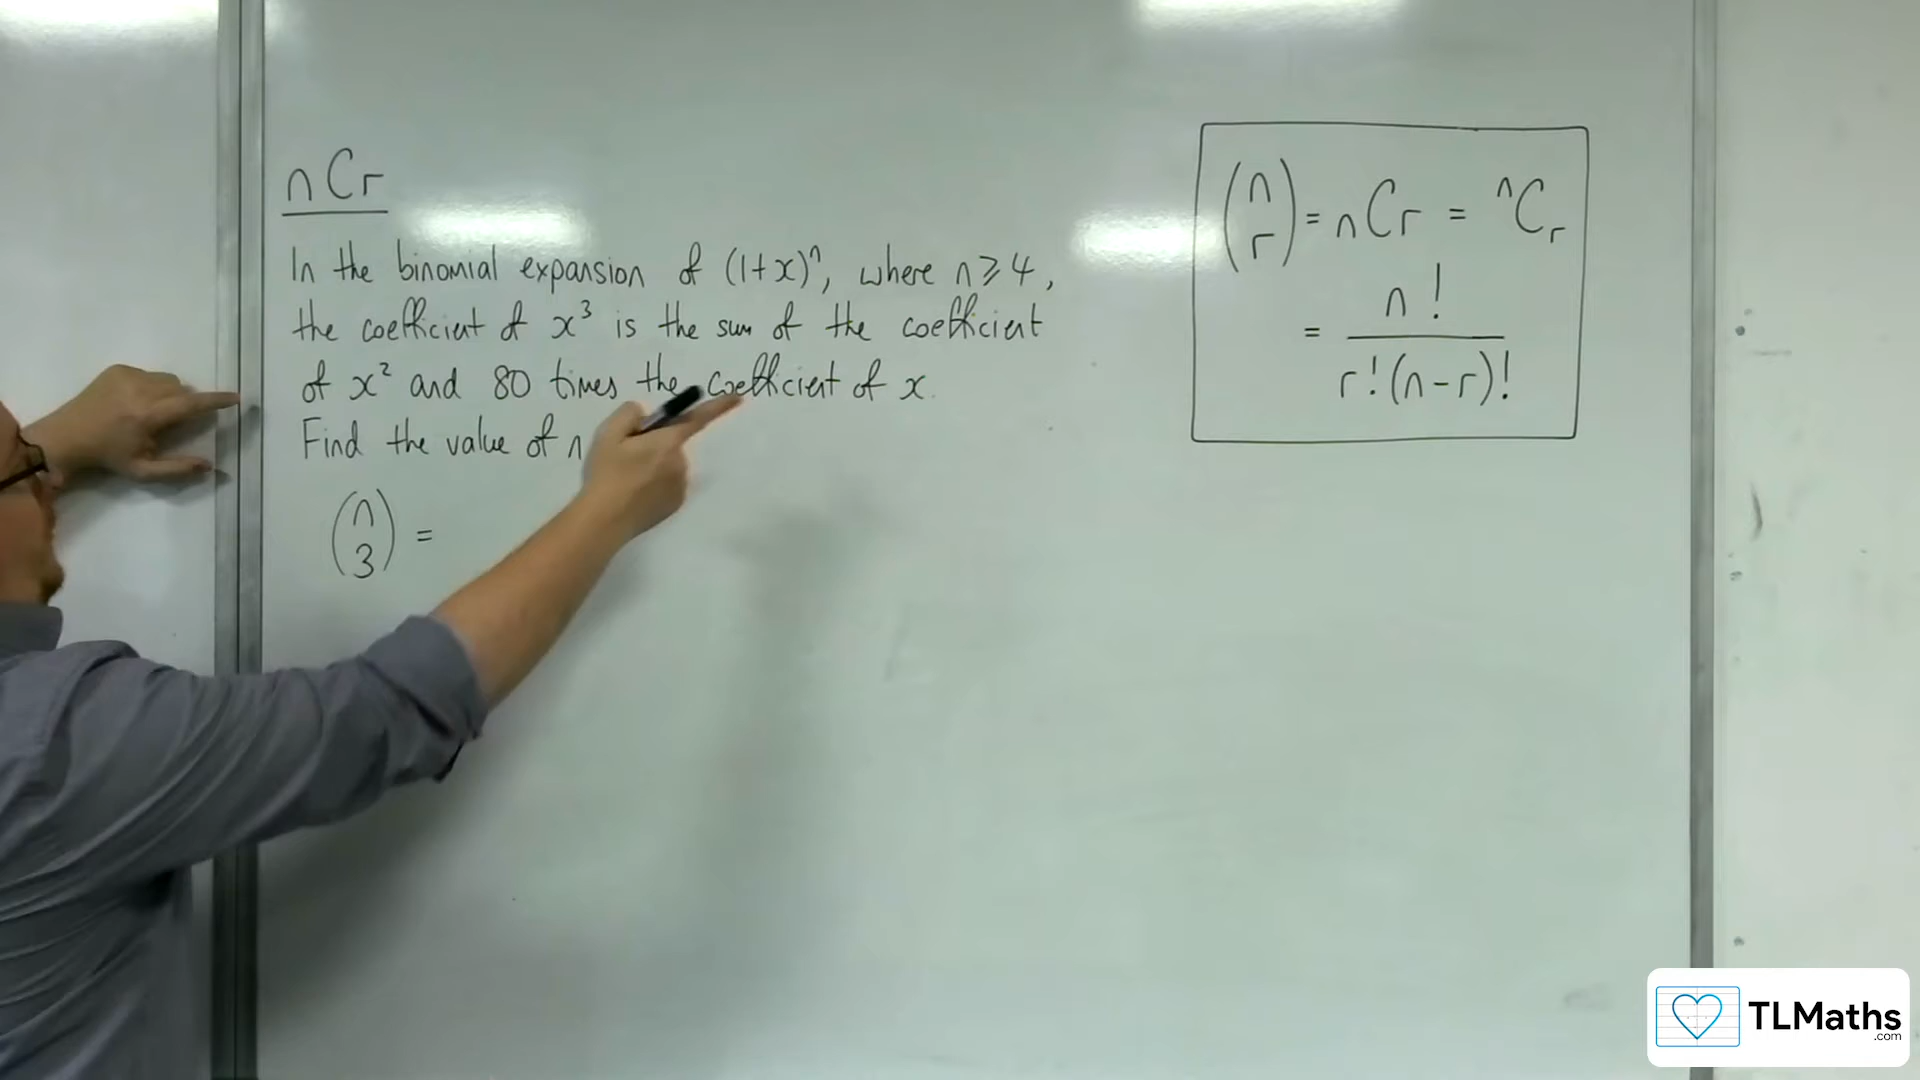 nCr
In the binomial expansion of (1+x)ⁿ, where n ⩾ 4,
the coefficient of x³ is the sum of the coefficient
of x² and 80 times the coefficient of x.
Find the value of n
(n 3) =
(n r) = nCr = ⁿCᵣ
= n! / r!(n-r)!
TLMaths
.com